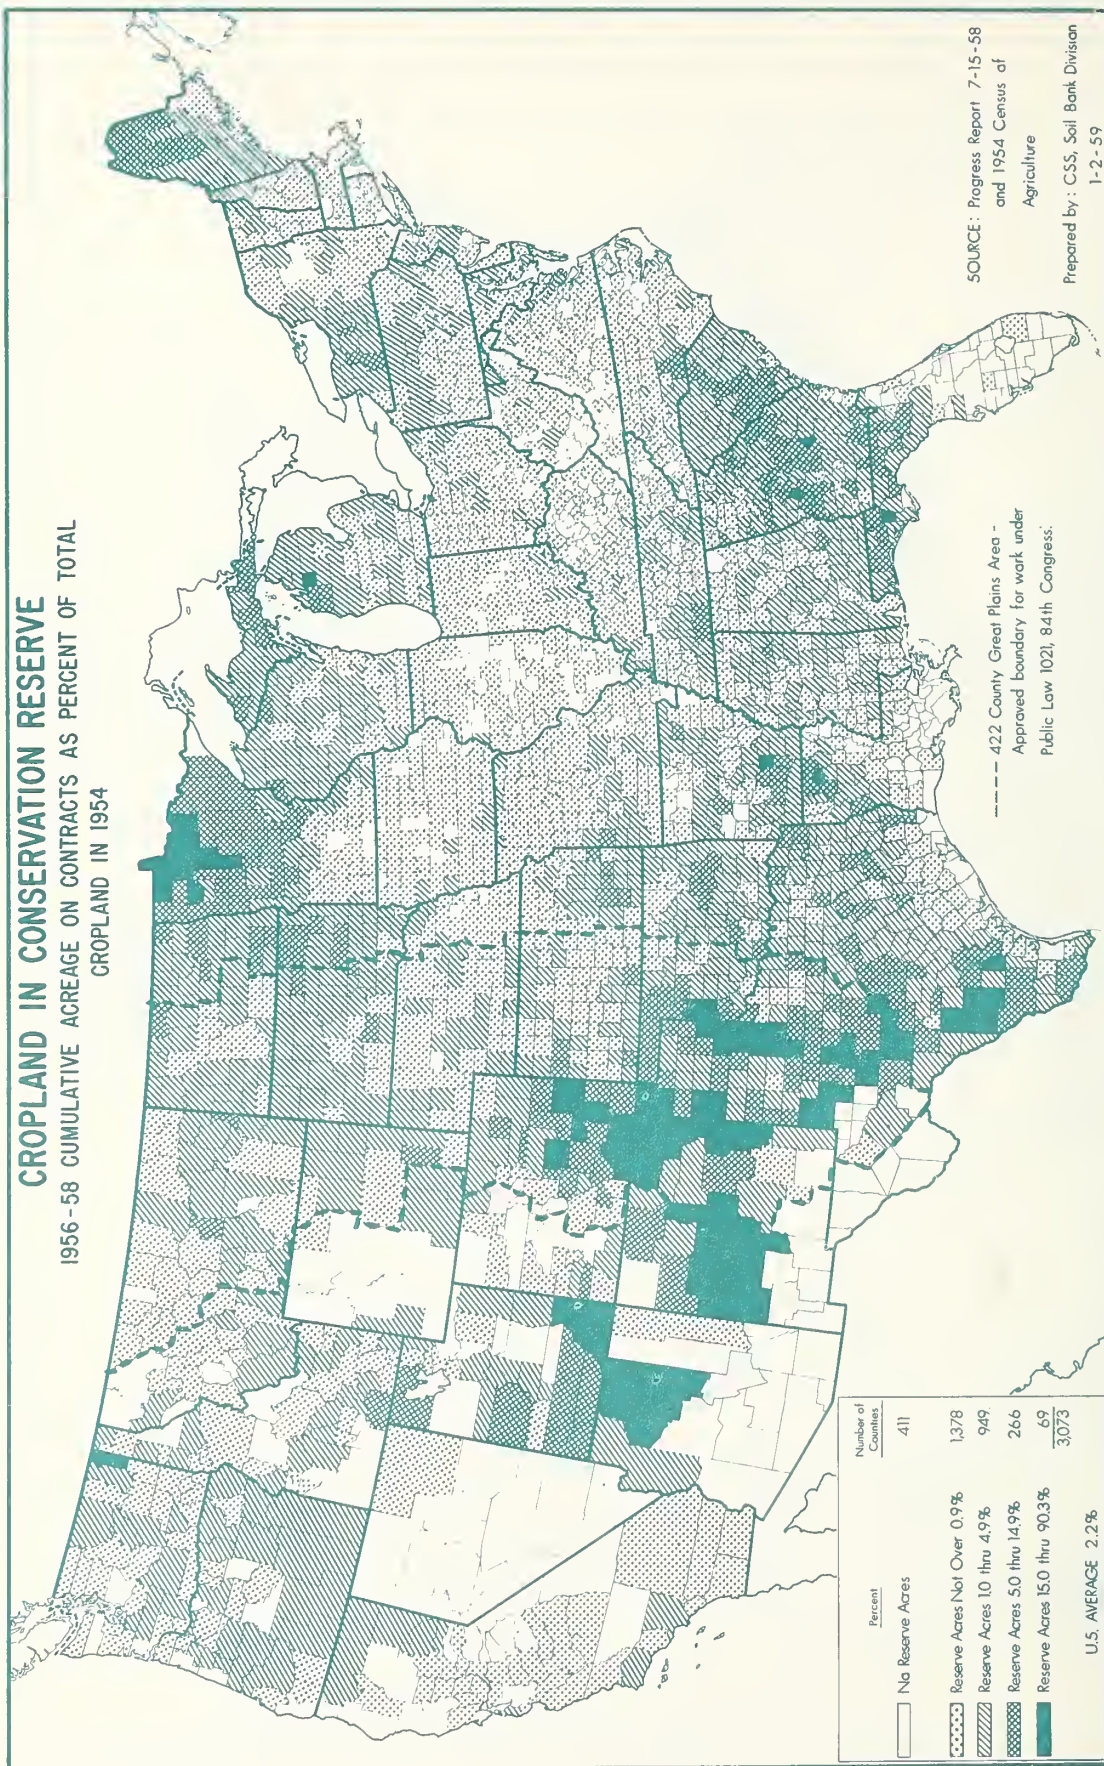 CROPLAND IN CONSERVATION RESERVE
1956-58 CUMULATIVE ACREAGE ON CONTRACTS AS PERCENT OF TOTAL
CROPLAND IN 1954
Percent
Number of
Counties
No Reserve Acres 411
Reserve Acres Not Over 0.9% 1,378
Reserve Acres 1.0 thru 4.9% 949
Reserve Acres 5.0 thru 14.9% 266
Reserve Acres 15.0 thru 90.3% 69
3,073
U.S. AVERAGE 2.2%
---- 422 County Great Plains Area -
Approved boundary for work under
Public Law 1021, 84th Congress.
SOURCE: Progress Report 7-15-58
and 1954 Census of
Agriculture
Prepared by: CSS, Soil Bank Division
1-2-59